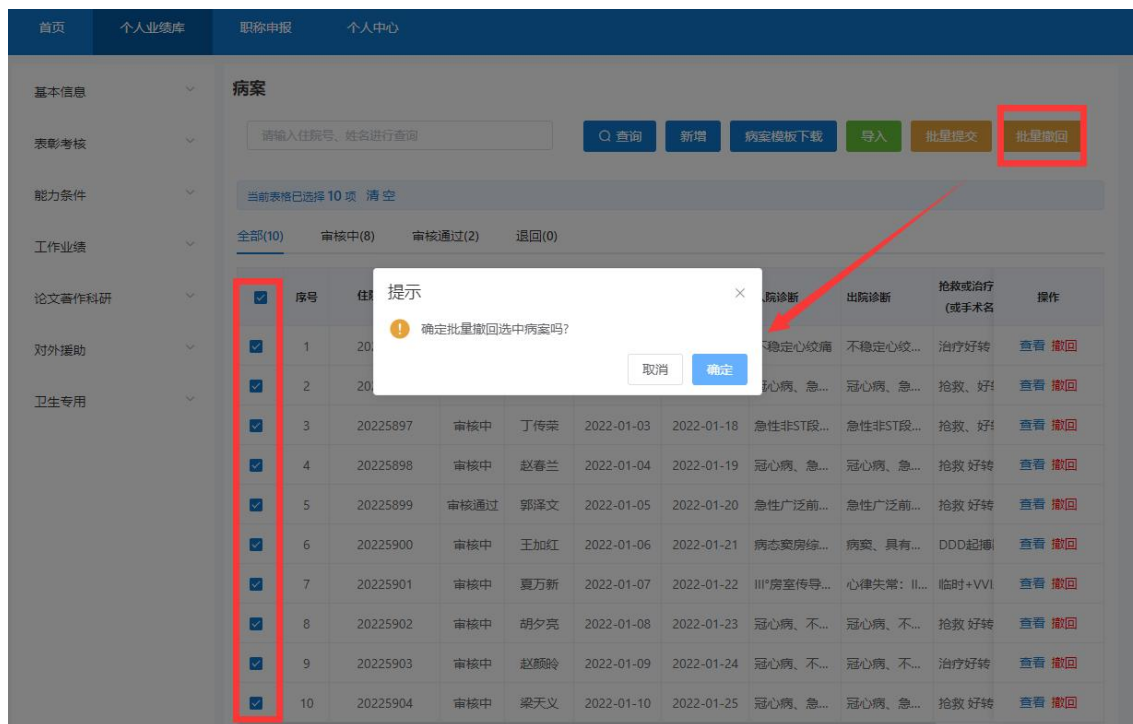 首页 个人业绩库 职称申报 个人中心
基本信息
表彰考核
能力条件
工作业绩
论文著作科研
对外援助
卫生专用
病案
请输入住院号、姓名进行查询 查询 新增 病案模板下载 导入 批量提交 批量撤回
当前表格已选择 10 项 清空
全部(10) 审核中(8) 审核通过(2) 退回(0)
序号 住 院诊断 出院诊断 抢救或治疗 操作
(或手术名
提示
确定批量撤回选中病案吗?
取消 确定
1 20 不稳定心绞痛 不稳定心绞... 治疗好转 查看 撤回
2 20 冠心病、急... 冠心病、急... 抢救、好 查看 撤回
3 20225897 审核中 丁传荣 2022-01-03 2022-01-18 急性非ST段... 急性非ST段... 抢救、好 查看 撤回
4 20225898 审核中 赵春兰 2022-01-04 2022-01-19 冠心病、急... 冠心病、急... 抢救 好转 查看 撤回
5 20225899 审核通过 郭泽文 2022-01-05 2022-01-20 急性广泛前... 急性广泛前... 抢救 好转 查看 撤回
6 20225900 审核中 王加红 2022-01-06 2022-01-21 病态窦房综... 病窦、具有... DDD起搏 查看 撤回
7 20225901 审核中 夏万新 2022-01-07 2022-01-22 III°房室传导... 心律失常：II... 临时+VVI 查看 撤回
8 20225902 审核中 胡夕亮 2022-01-08 2022-01-23 冠心病、不... 冠心病、不... 抢救 好转 查看 撤回
9 20225903 审核中 赵颜昤 2022-01-09 2022-01-24 冠心病、不... 冠心病、不... 治疗好转 查看 撤回
10 20225904 审核中 梁天义 2022-01-10 2022-01-25 冠心病、急... 冠心病、急... 抢救 好转 查看 撤回